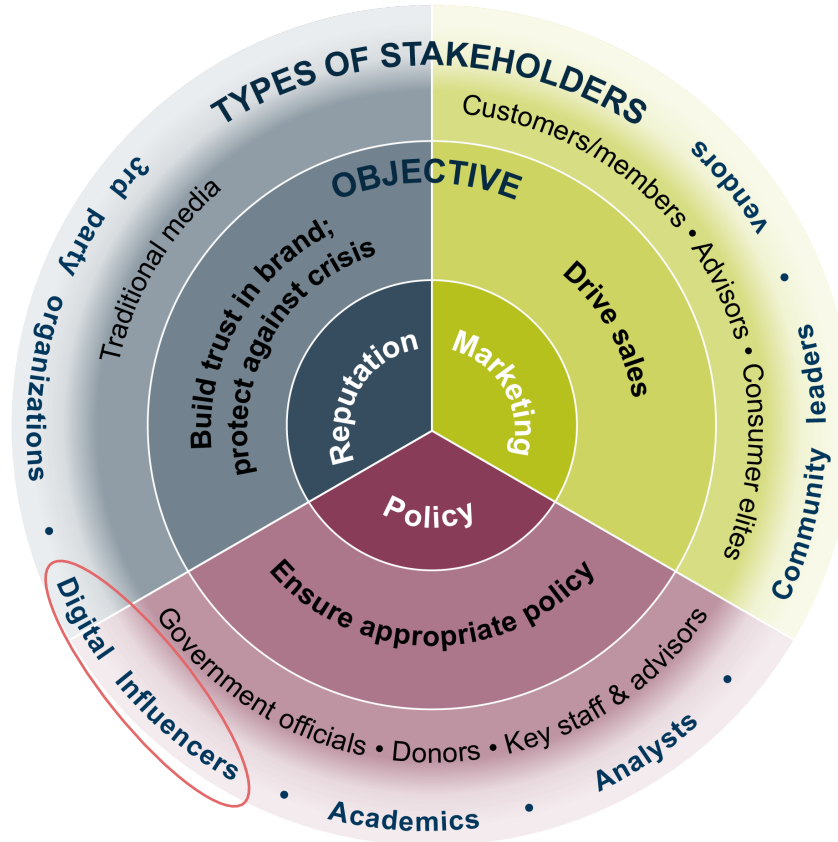 TYPES OF STAKEHOLDERS
OBJECTIVE
3rd party organizations •
Traditional media
Build trust in brand;
protect against crisis
Reputation
Marketing
Drive sales
Customers/members • Advisors • Consumer elites
vendors • Community leaders
Policy
Ensure appropriate policy
Government officials • Donors • Key staff & advisors
Digital Influencers • Academics • Analysts •